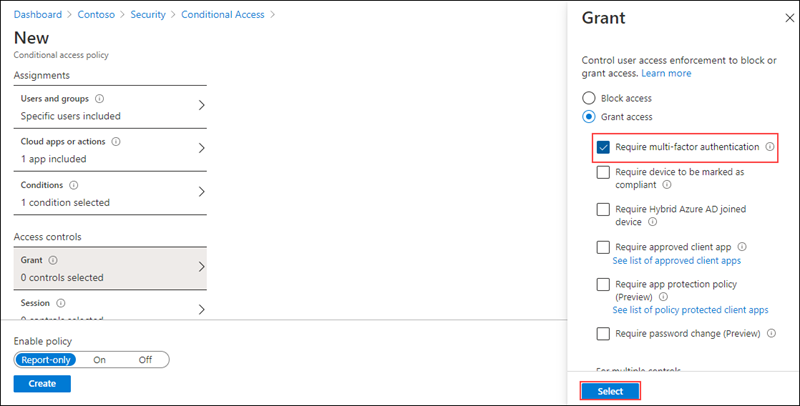 Dashboard > Contoso > Security > Conditional Access >
New
Conditional access policy
Assignments
Users and groups
Specific users included
Cloud apps or actions
1 app included
Conditions
1 condition selected
Access controls
Grant
0 controls selected
Session
0 controls selected
Enable policy
Report-only On Off
Create
Grant
Control user access enforcement to block or
grant access. Learn more
Block access
Grant access
Require multi-factor authentication
Require device to be marked as
compliant
Require Hybrid Azure AD joined
device
Require approved client app
See list of approved client apps
Require app protection policy
(Preview)
See list of policy protected client apps
Require password change (Preview)
For multiple controls
Select